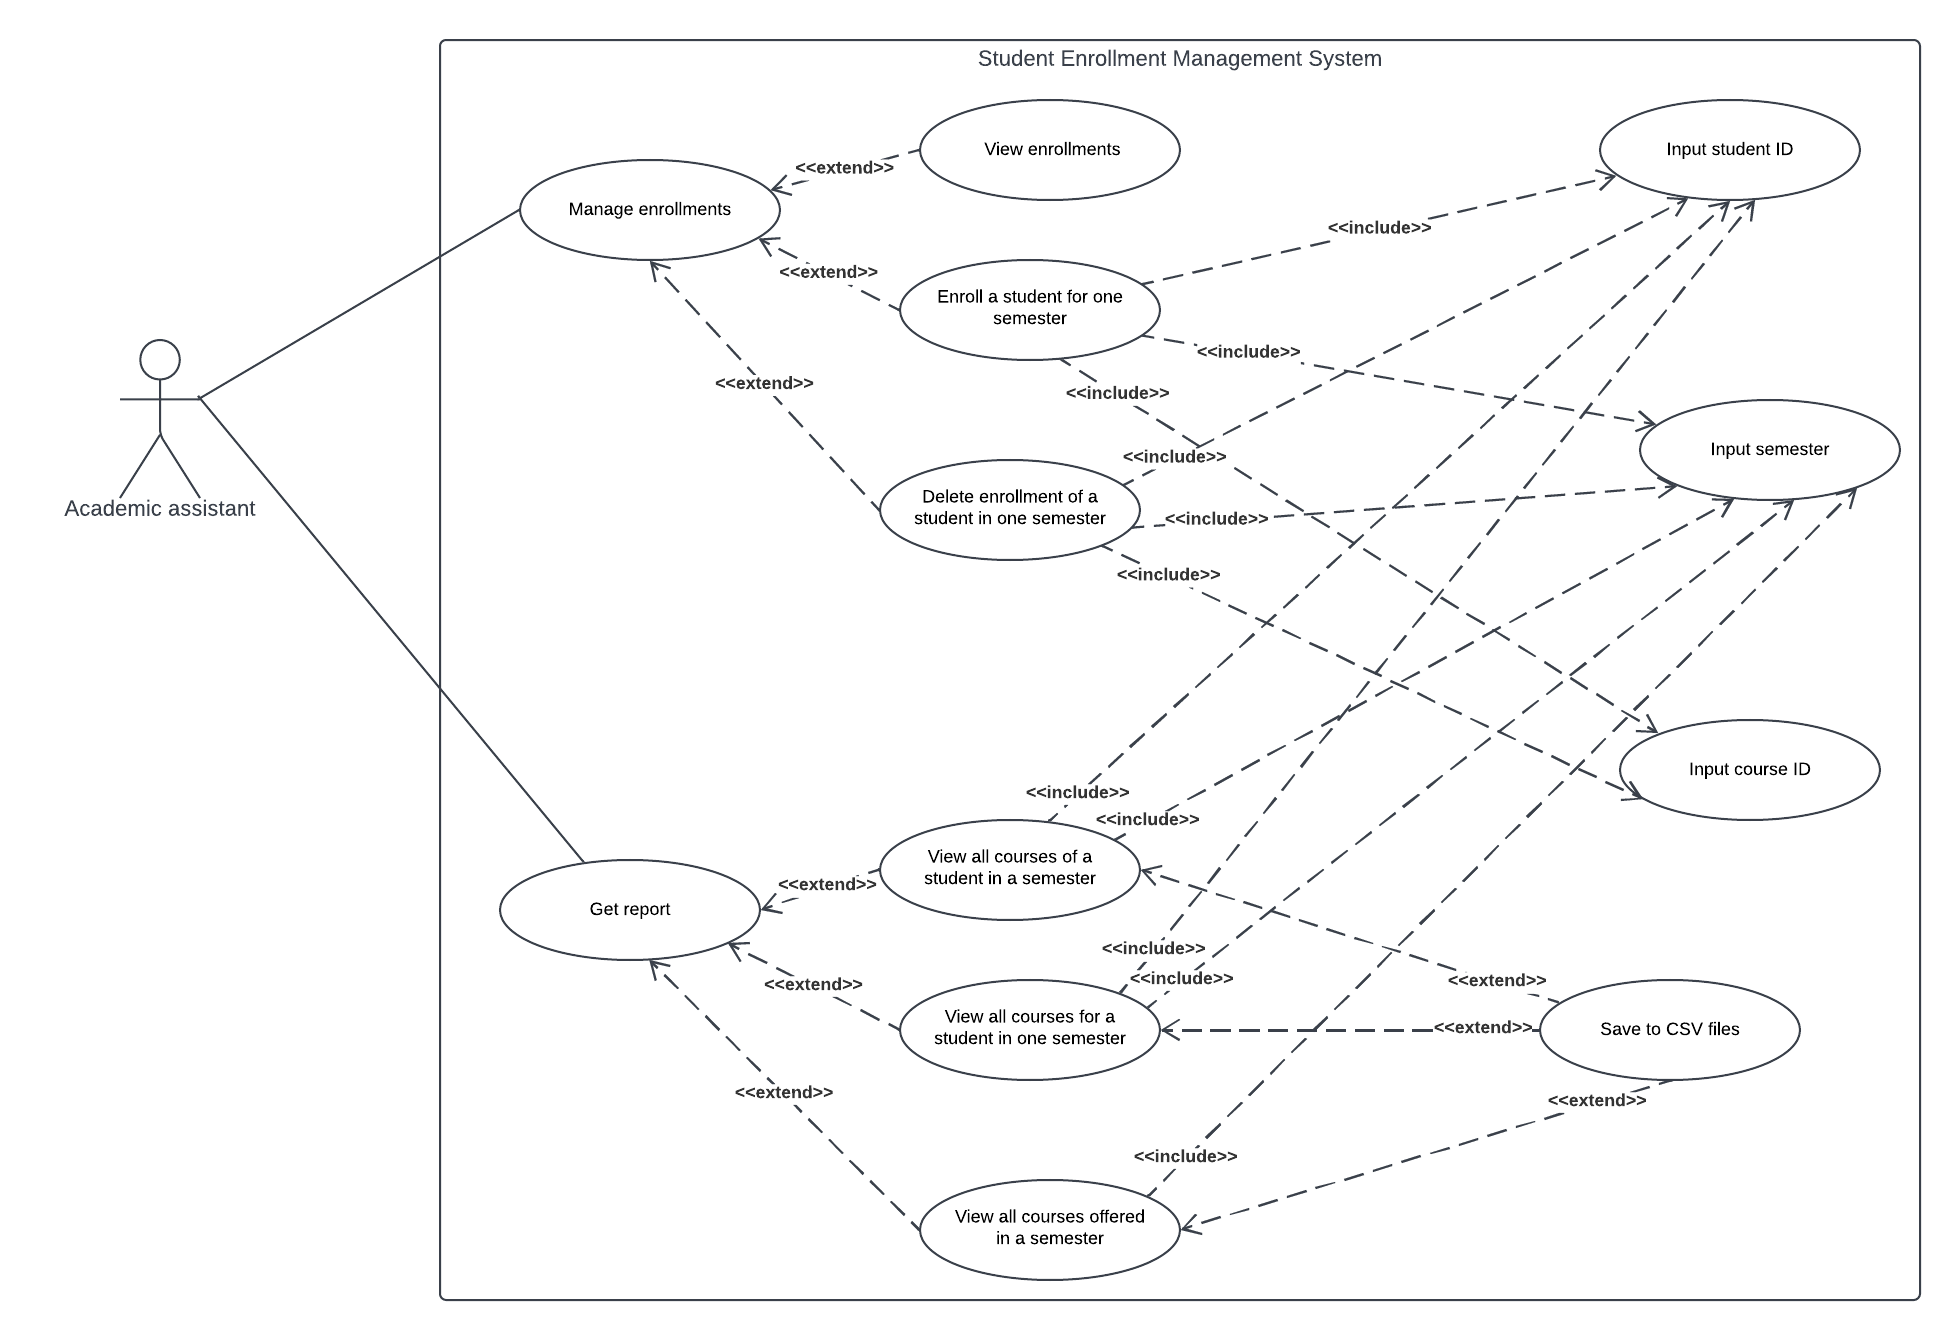 Student Enrollment Management System
View enrollments
Input student ID
<<extend>>
Manage enrollments
<<include>>
<<extend>>
Enroll a student for one
semester
<<include>>
<<extend>>
<<include>>
Input semester
<<include>>
Delete enrollment of a
student in one semester
<<include>>
Academic assistant
<<include>>
Input course ID
<<include>>
<<include>>
View all courses of a
student in a semester
<<extend>>
Get report
<<include>>
<<include>>
<<extend>>
<<extend>>
View all courses for a
student in one semester
<<extend>>
Save to CSV files
<<extend>>
<<extend>>
<<include>>
View all courses offered
in a semester